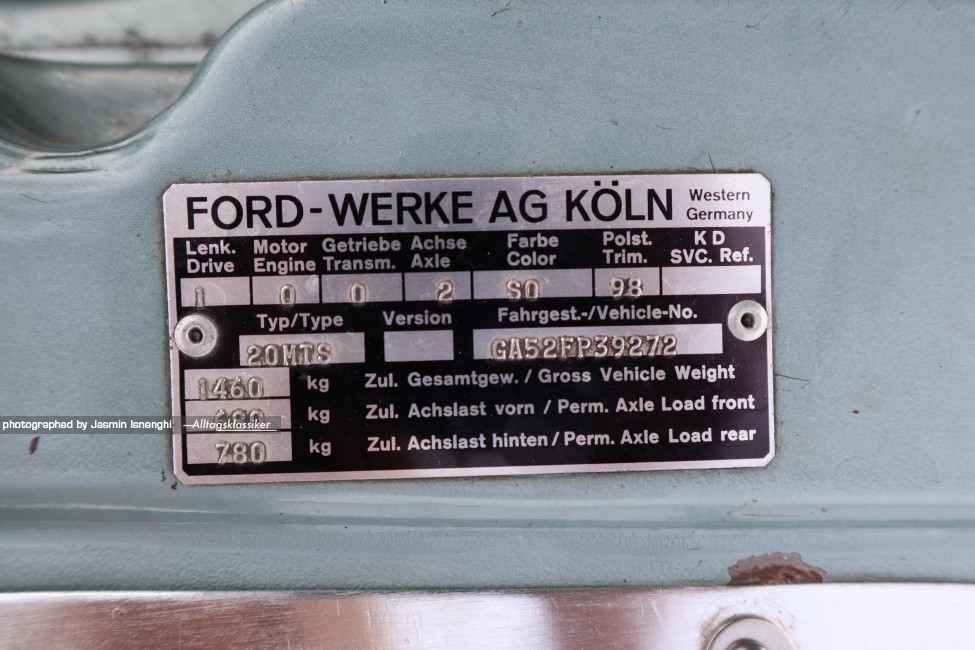 FORD-WERKE AG KÖLN Western Germany
Lenk. Motor Getriebe Achse Farbe Polst. K D
Drive Engine Transm. Axle Color Trim. SVC. Ref.
1 0 0 2 SO 98
Typ/Type Version Fahrgest.-/Vehicle-No.
20MTS GA52FP39272
1460 kg Zul. Gesamtgew. / Gross Vehicle Weight
kg Zul. Achslast vorn / Perm. Axle Load front
photographed by Jasmin Isnenghi Alltagsklassiker
780 kg Zul. Achslast hinten / Perm. Axle Load rear